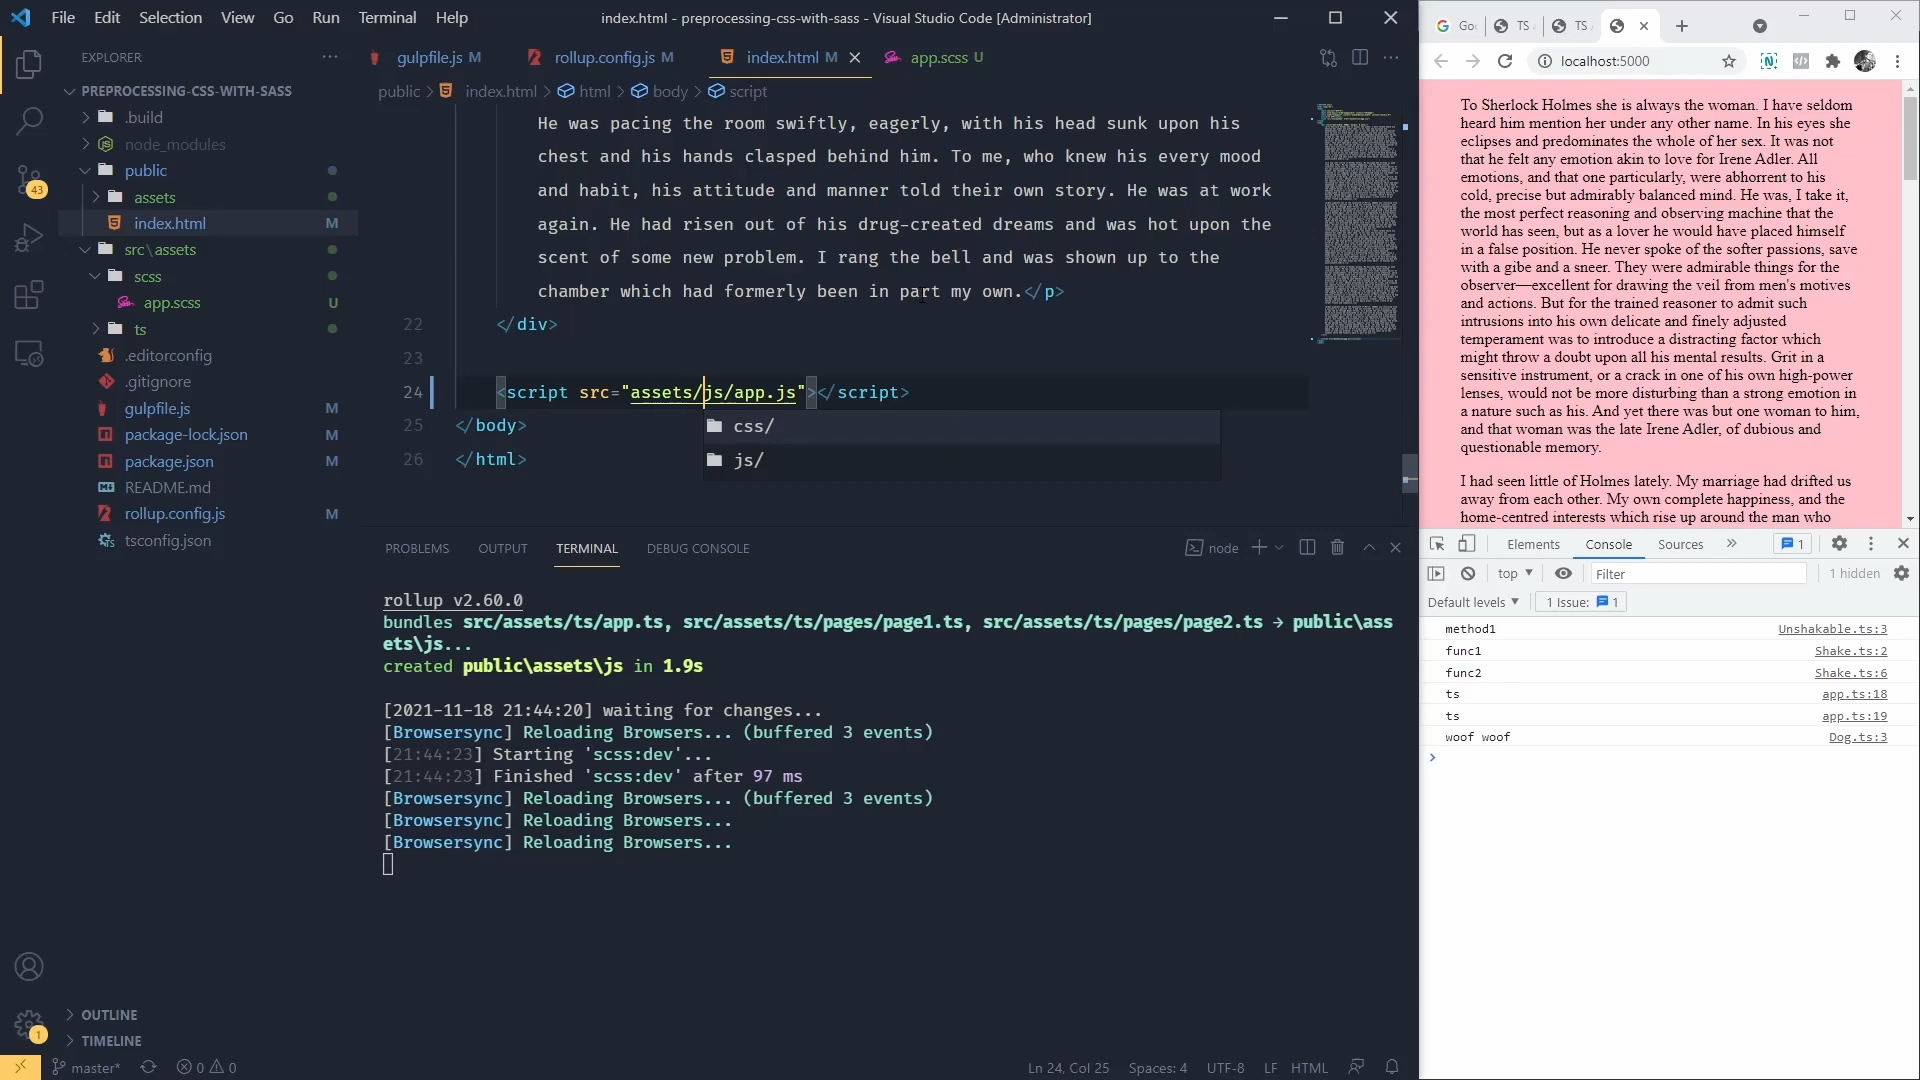 File Edit Selection View Go Run Terminal Help
index.html - preprocessing-css-with-sass - Visual Studio Code [Administrator]
EXPLORER
PREPROCESSING-CSS-WITH-SASS
.build
node_modules
public
assets
index.html M
src\assets
scss
app.scss U
ts
.editorconfig
.gitignore
gulpfile.js M
package-lock.json M
package.json M
README.md
rollup.config.js M
tsconfig.json
OUTLINE
TIMELINE
43
1
gulpfile.js M rollup.config.js M index.html M app.scss U
public > index.html > html > body > script
He was pacing the room swiftly, eagerly, with his head sunk upon his
chest and his hands clasped behind him. To me, who knew his every mood
and habit, his attitude and manner told their own story. He was at work
again. He had risen out of his drug-created dreams and was hot upon the
scent of some new problem. I rang the bell and was shown up to the
chamber which had formerly been in part my own.</p>
22 </div>
23
24 <script src="assets/js/app.js"></script>
css/
js/
25 </body>
26 </html>
PROBLEMS OUTPUT TERMINAL DEBUG CONSOLE
node
rollup v2.60.0
bundles src/assets/ts/app.ts, src/assets/ts/pages/page1.ts, src/assets/ts/pages/page2.ts → public\ass
ets\js...
created public\assets\js in 1.9s
[2021-11-18 21:44:20] waiting for changes...
[Browsersync] Reloading Browsers... (buffered 3 events)
[21:44:23] Starting 'scss:dev'...
[21:44:23] Finished 'scss:dev' after 97 ms
[Browsersync] Reloading Browsers... (buffered 3 events)
[Browsersync] Reloading Browsers...
[Browsersync] Reloading Browsers...
master* 0 0
Ln 24, Col 25 Spaces: 4 UTF-8 LF HTML
Goo TS TS
localhost:5000
To Sherlock Holmes she is always the woman. I have seldom
heard him mention her under any other name. In his eyes she
eclipses and predominates the whole of her sex. It was not
that he felt any emotion akin to love for Irene Adler. All
emotions, and that one particularly, were abhorrent to his
cold, precise but admirably balanced mind. He was, I take it,
the most perfect reasoning and observing machine that the
world has seen, but as a lover he would have placed himself
in a false position. He never spoke of the softer passions, save
with a gibe and a sneer. They were admirable things for the
observer—excellent for drawing the veil from men's motives
and actions. But for the trained reasoner to admit such
intrusions into his own delicate and finely adjusted
temperament was to introduce a distracting factor which
might throw a doubt upon all his mental results. Grit in a
sensitive instrument, or a crack in one of his own high-power
lenses, would not be more disturbing than a strong emotion in
a nature such as his. And yet there was but one woman to him,
and that woman was the late Irene Adler, of dubious and
questionable memory.
I had seen little of Holmes lately. My marriage had drifted us
away from each other. My own complete happiness, and the
home-centred interests which rise up around the man who
Elements Console Sources 1
top Filter 1 hidden
Default levels 1 Issue: 1
method1 Unshakable.ts:3
func1 Shake.ts:2
func2 Shake.ts:6
ts app.ts:18
ts app.ts:19
woof woof Dog.ts:3